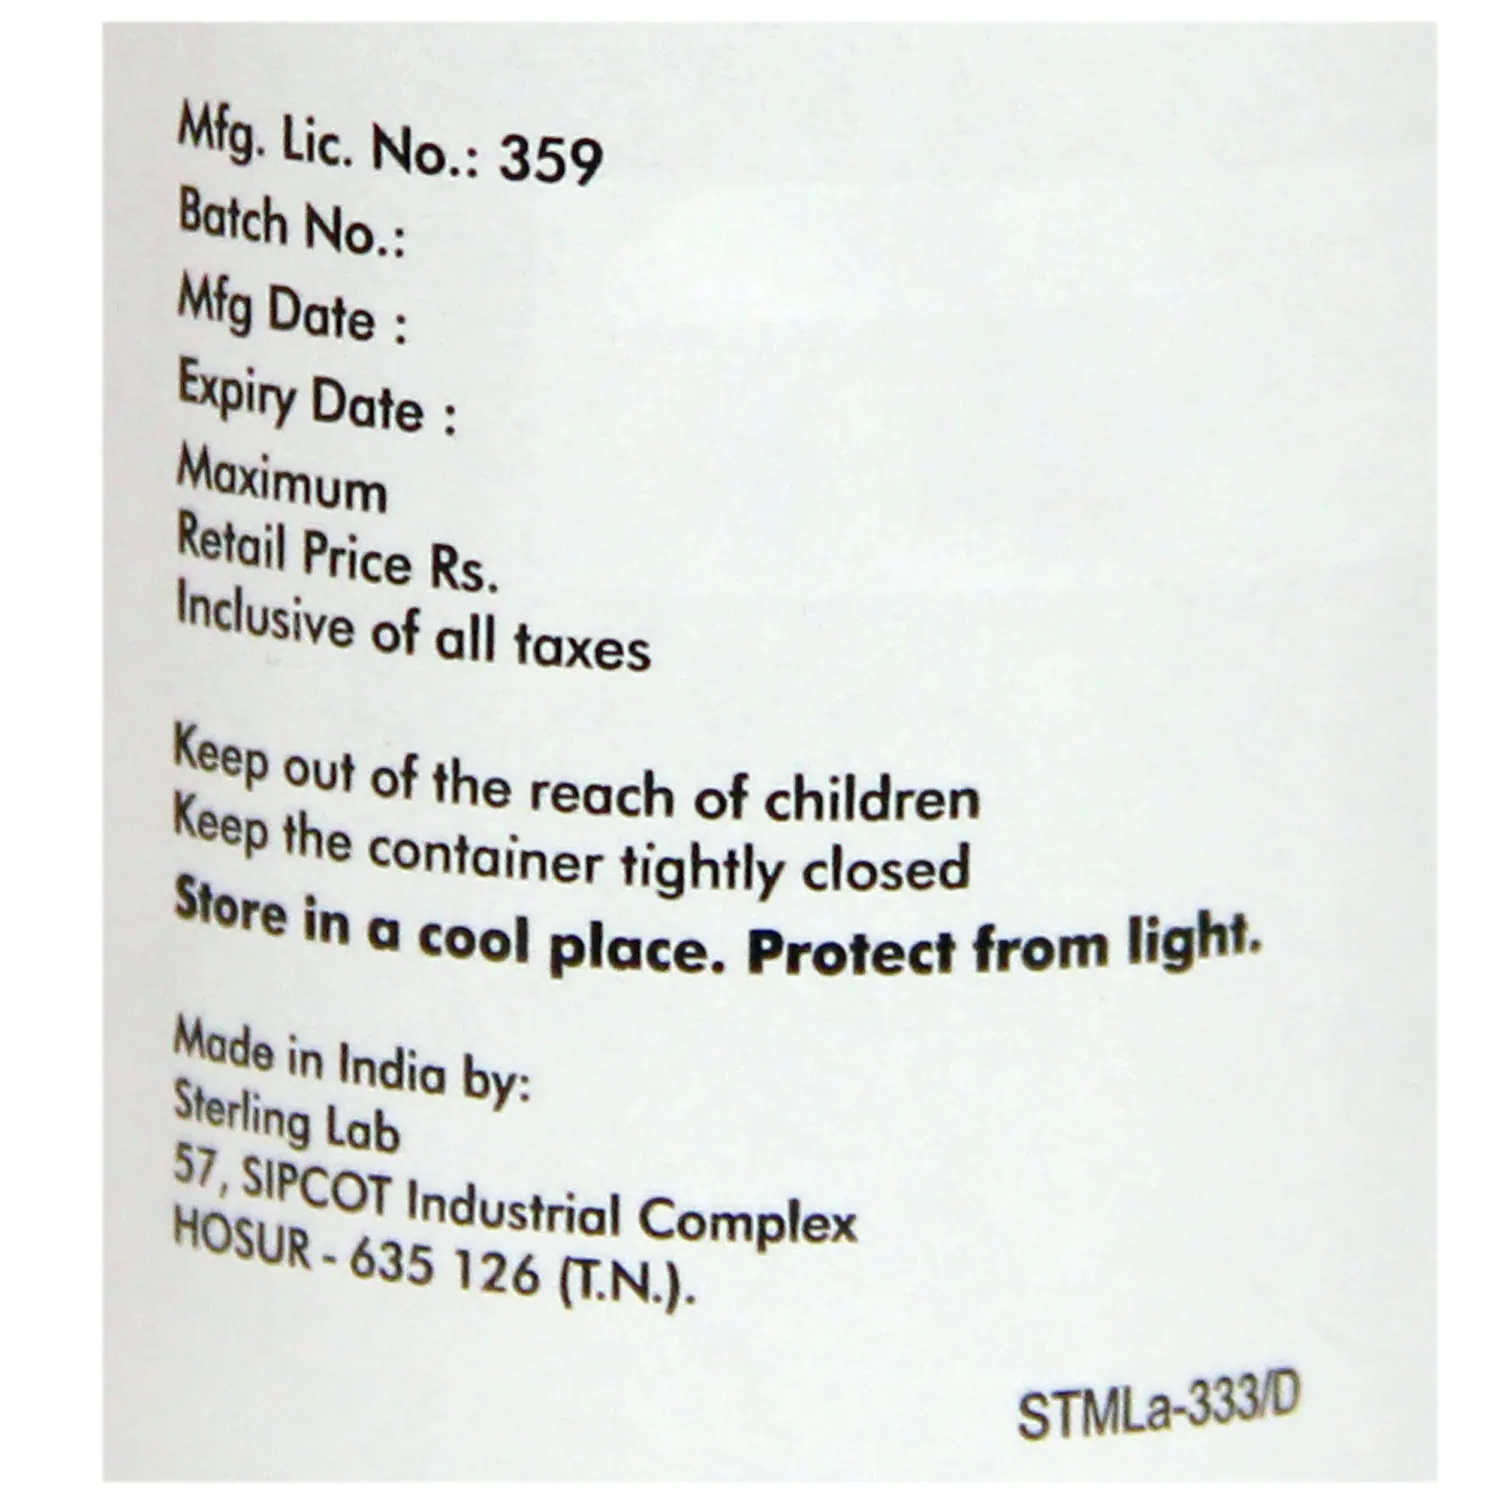 Mfg. Lic. No.: 359
Batch No.:
Mfg Date :
Expiry Date :
Maximum
Retail Price Rs.
Inclusive of all taxes
Keep out of the reach of children
Keep the container tightly closed
Store in a cool place. Protect from light.
Made in India by:
Sterling Lab
57, SIPCOT Industrial Complex
HOSUR - 635 126 (T.N.).
STMLa-333/D